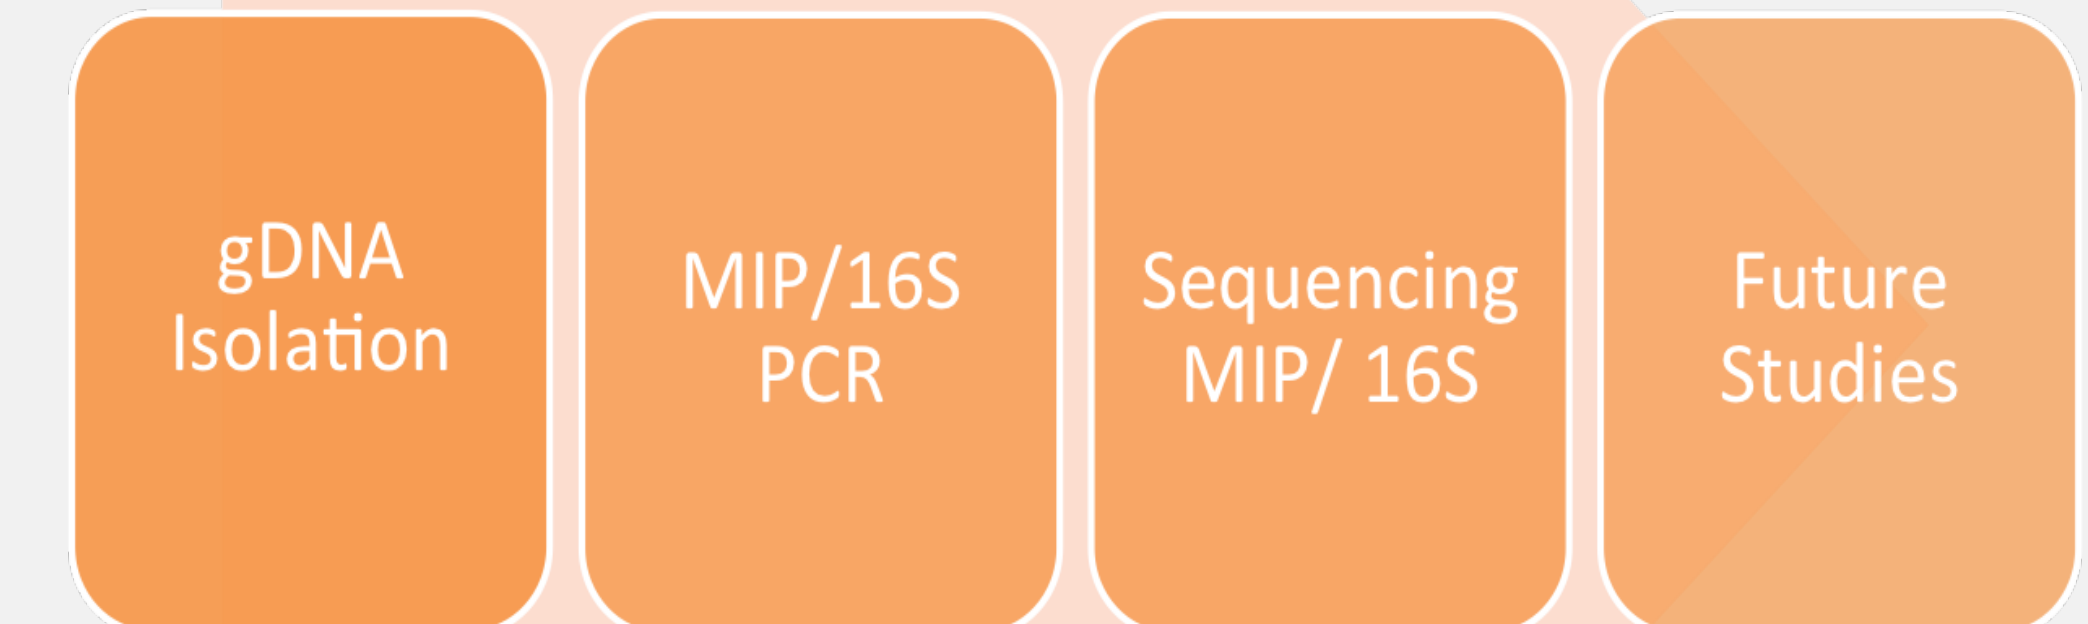 gDNA
Isolation
MIP/16S
PCR
Sequencing
MIP/ 16S
Future
Studies